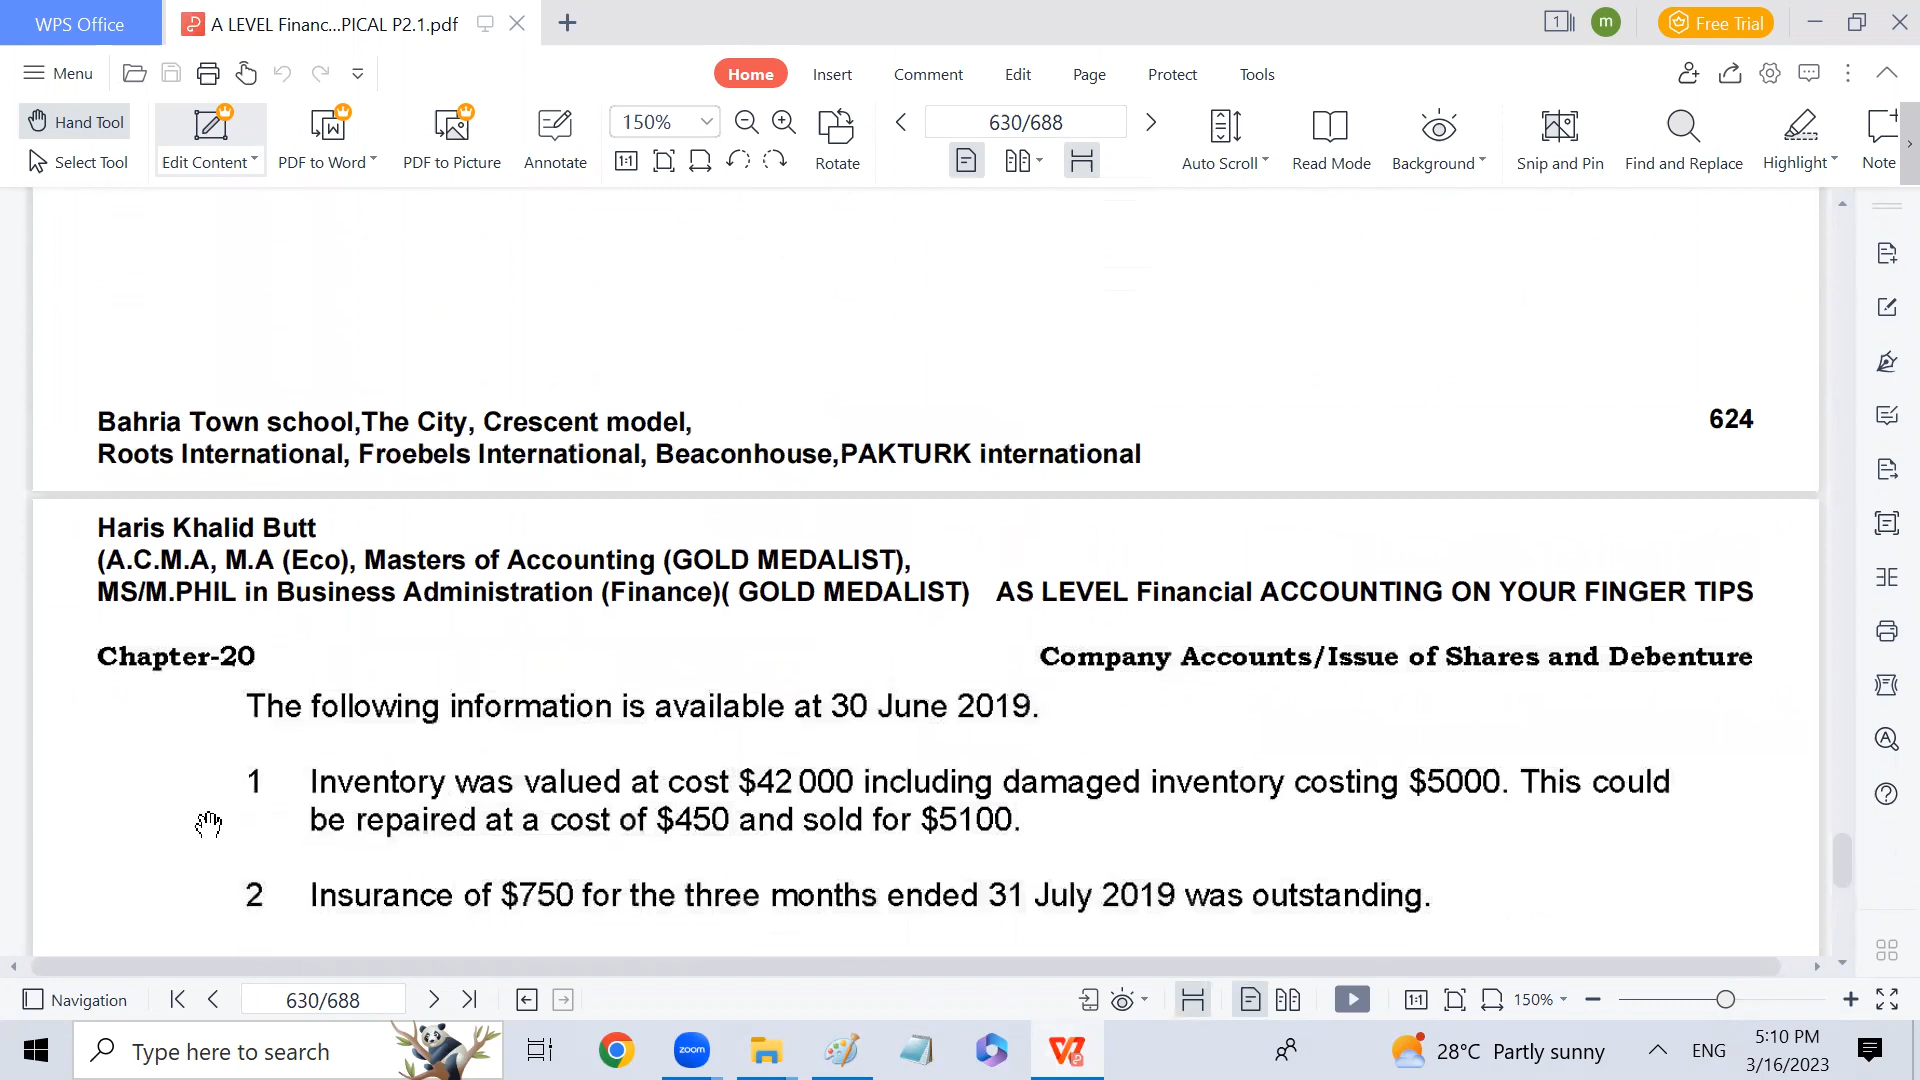 WPS Office
A LEVEL Financ...PICAL P2.1.pdf
1
m
Free Trial
Menu
Home
Insert
Comment
Edit
Page
Protect
Tools
Hand Tool
Select Tool
Edit Content
PDF to Word
PDF to Picture
Annotate
150%
1:1
Rotate
630/688
Auto Scroll
Read Mode
Background
Snip and Pin
Find and Replace
Highlight
Note
Bahria Town school,The City, Crescent model,
624
Roots International, Froebels International, Beaconhouse,PAKTURK international
Haris Khalid Butt
(A.C.M.A, M.A (Eco), Masters of Accounting (GOLD MEDALIST),
MS/M.PHIL in Business Administration (Finance)( GOLD MEDALIST) AS LEVEL Financial ACCOUNTING ON YOUR FINGER TIPS
Chapter-20
Company Accounts/Issue of Shares and Debenture
The following information is available at 30 June 2019.
1 Inventory was valued at cost $42 000 including damaged inventory costing $5000. This could
be repaired at a cost of $450 and sold for $5100.
2 Insurance of $750 for the three months ended 31 July 2019 was outstanding.
Navigation
630/688
1:1
150%
Type here to search
zoom
28°C Partly sunny
ENG
5:10 PM
3/16/2023